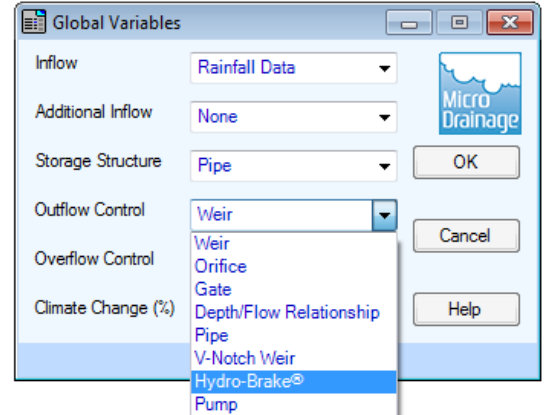 Global Variables
Inflow
Rainfall Data
Micro
Drainage
Additional Inflow
None
Storage Structure
Pipe
OK
Outflow Control
Weir
Cancel
Weir
Orifice
Overflow Control
Gate
Climate Change (%)
Depth/Flow Relationship
Help
Pipe
V-Notch Weir
Hydro-Brake®
Pump